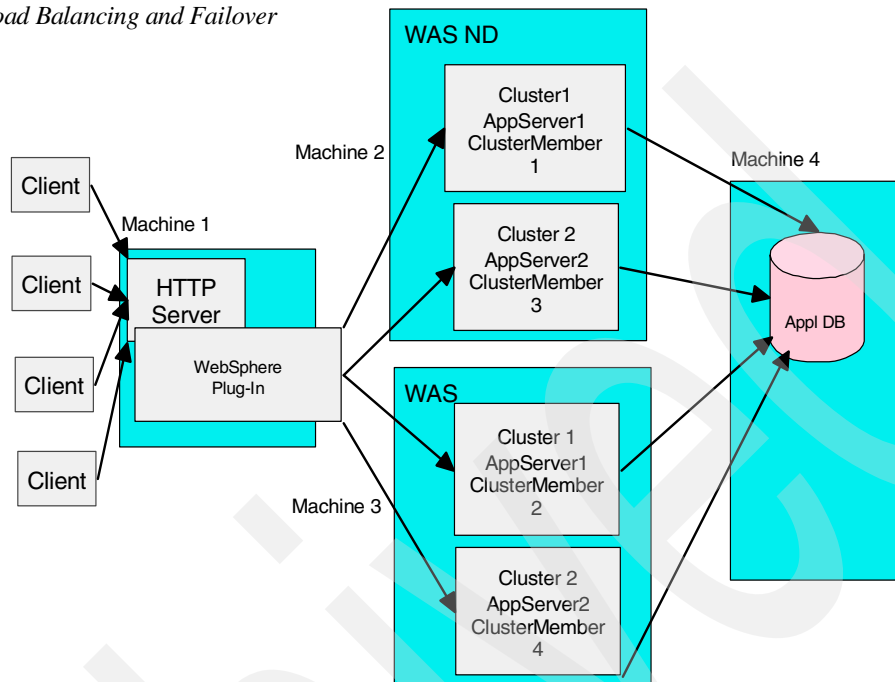 oad Balancing and Failover
WAS ND
Cluster1
AppServer1
ClusterMember
1
Machine 2
Machine 4
Client
Machine 1
Cluster 2
AppServer2
ClusterMember
3
Client
HTTP
Server
Appl DB
WebSphere
Plug-In
Client
WAS
Cluster 1
AppServer1
ClusterMember
2
Client
Machine 3
Cluster 2
AppServer2
ClusterMember
4